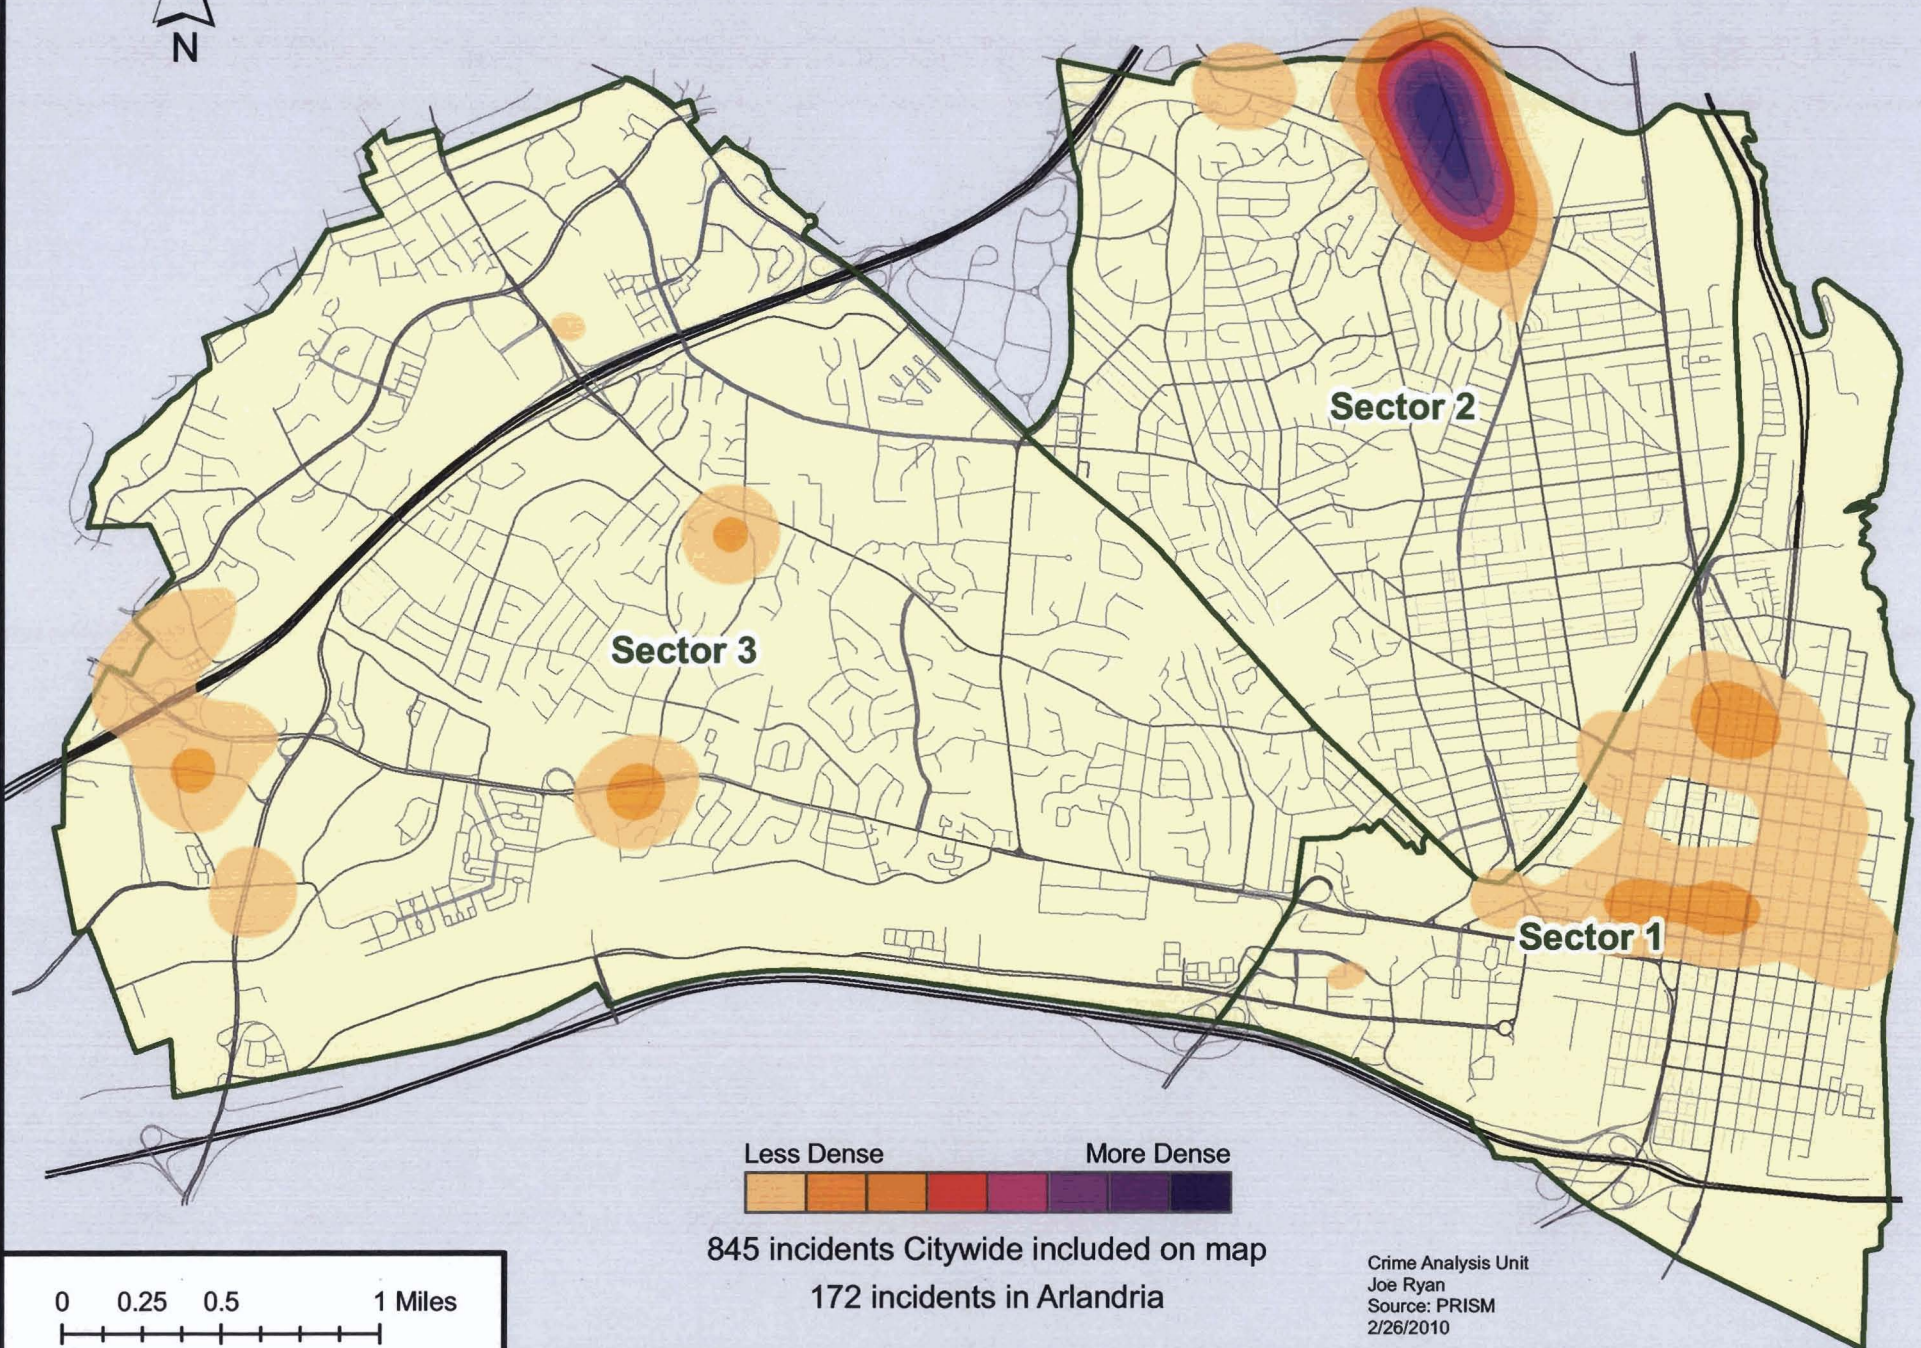 N
Sector 2
Sector 3
Sector 1
Less Dense More Dense
845 incidents Citywide included on map
172 incidents in Arlandria
0 0.25 0.5 1 Miles
Crime Analysis Unit
Joe Ryan
Source: PRISM
2/26/2010